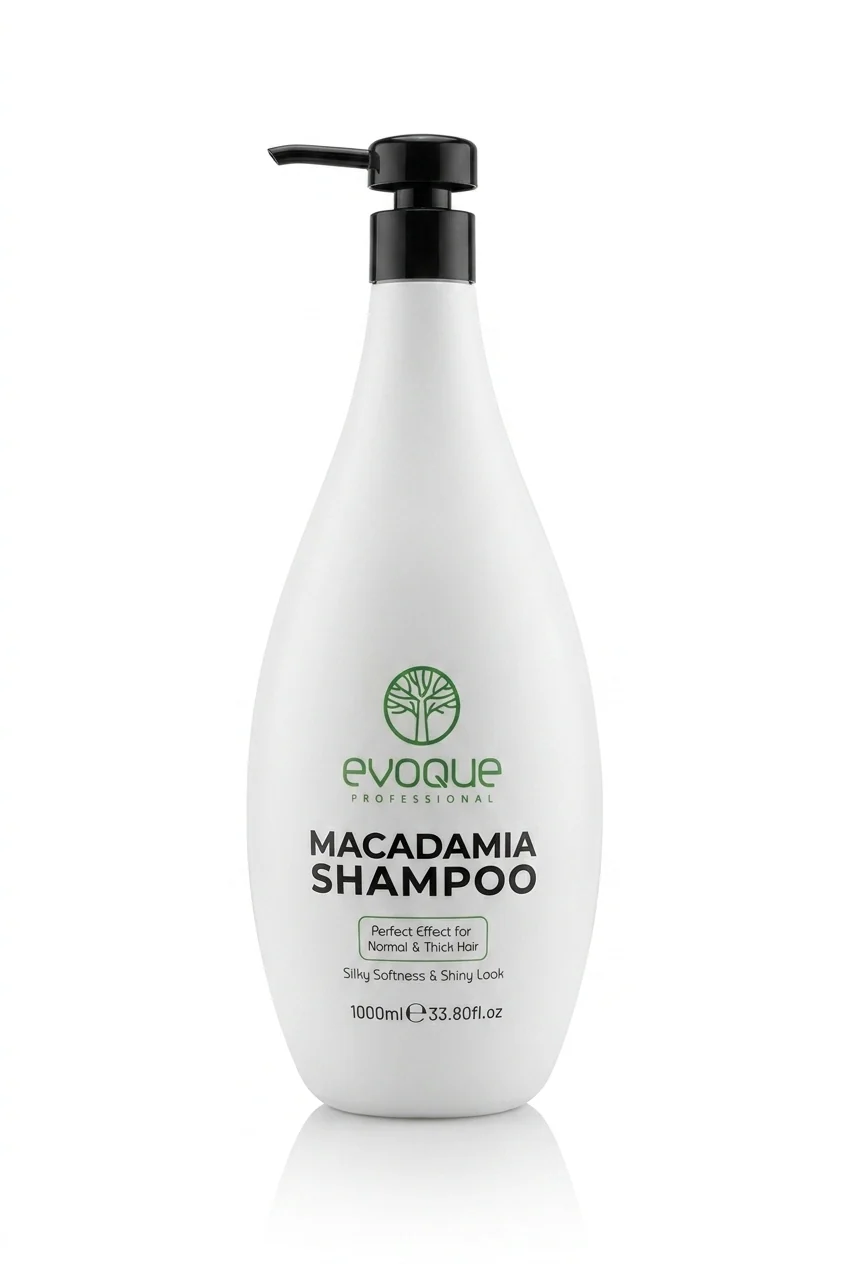 evoque
PROFESSIONAL
MACADAMIA
SHAMPOO
Perfect Effect for
Normal & Thick Hair
Silky Softness & Shiny Look
1000ml ℮ 33.80fl.oz